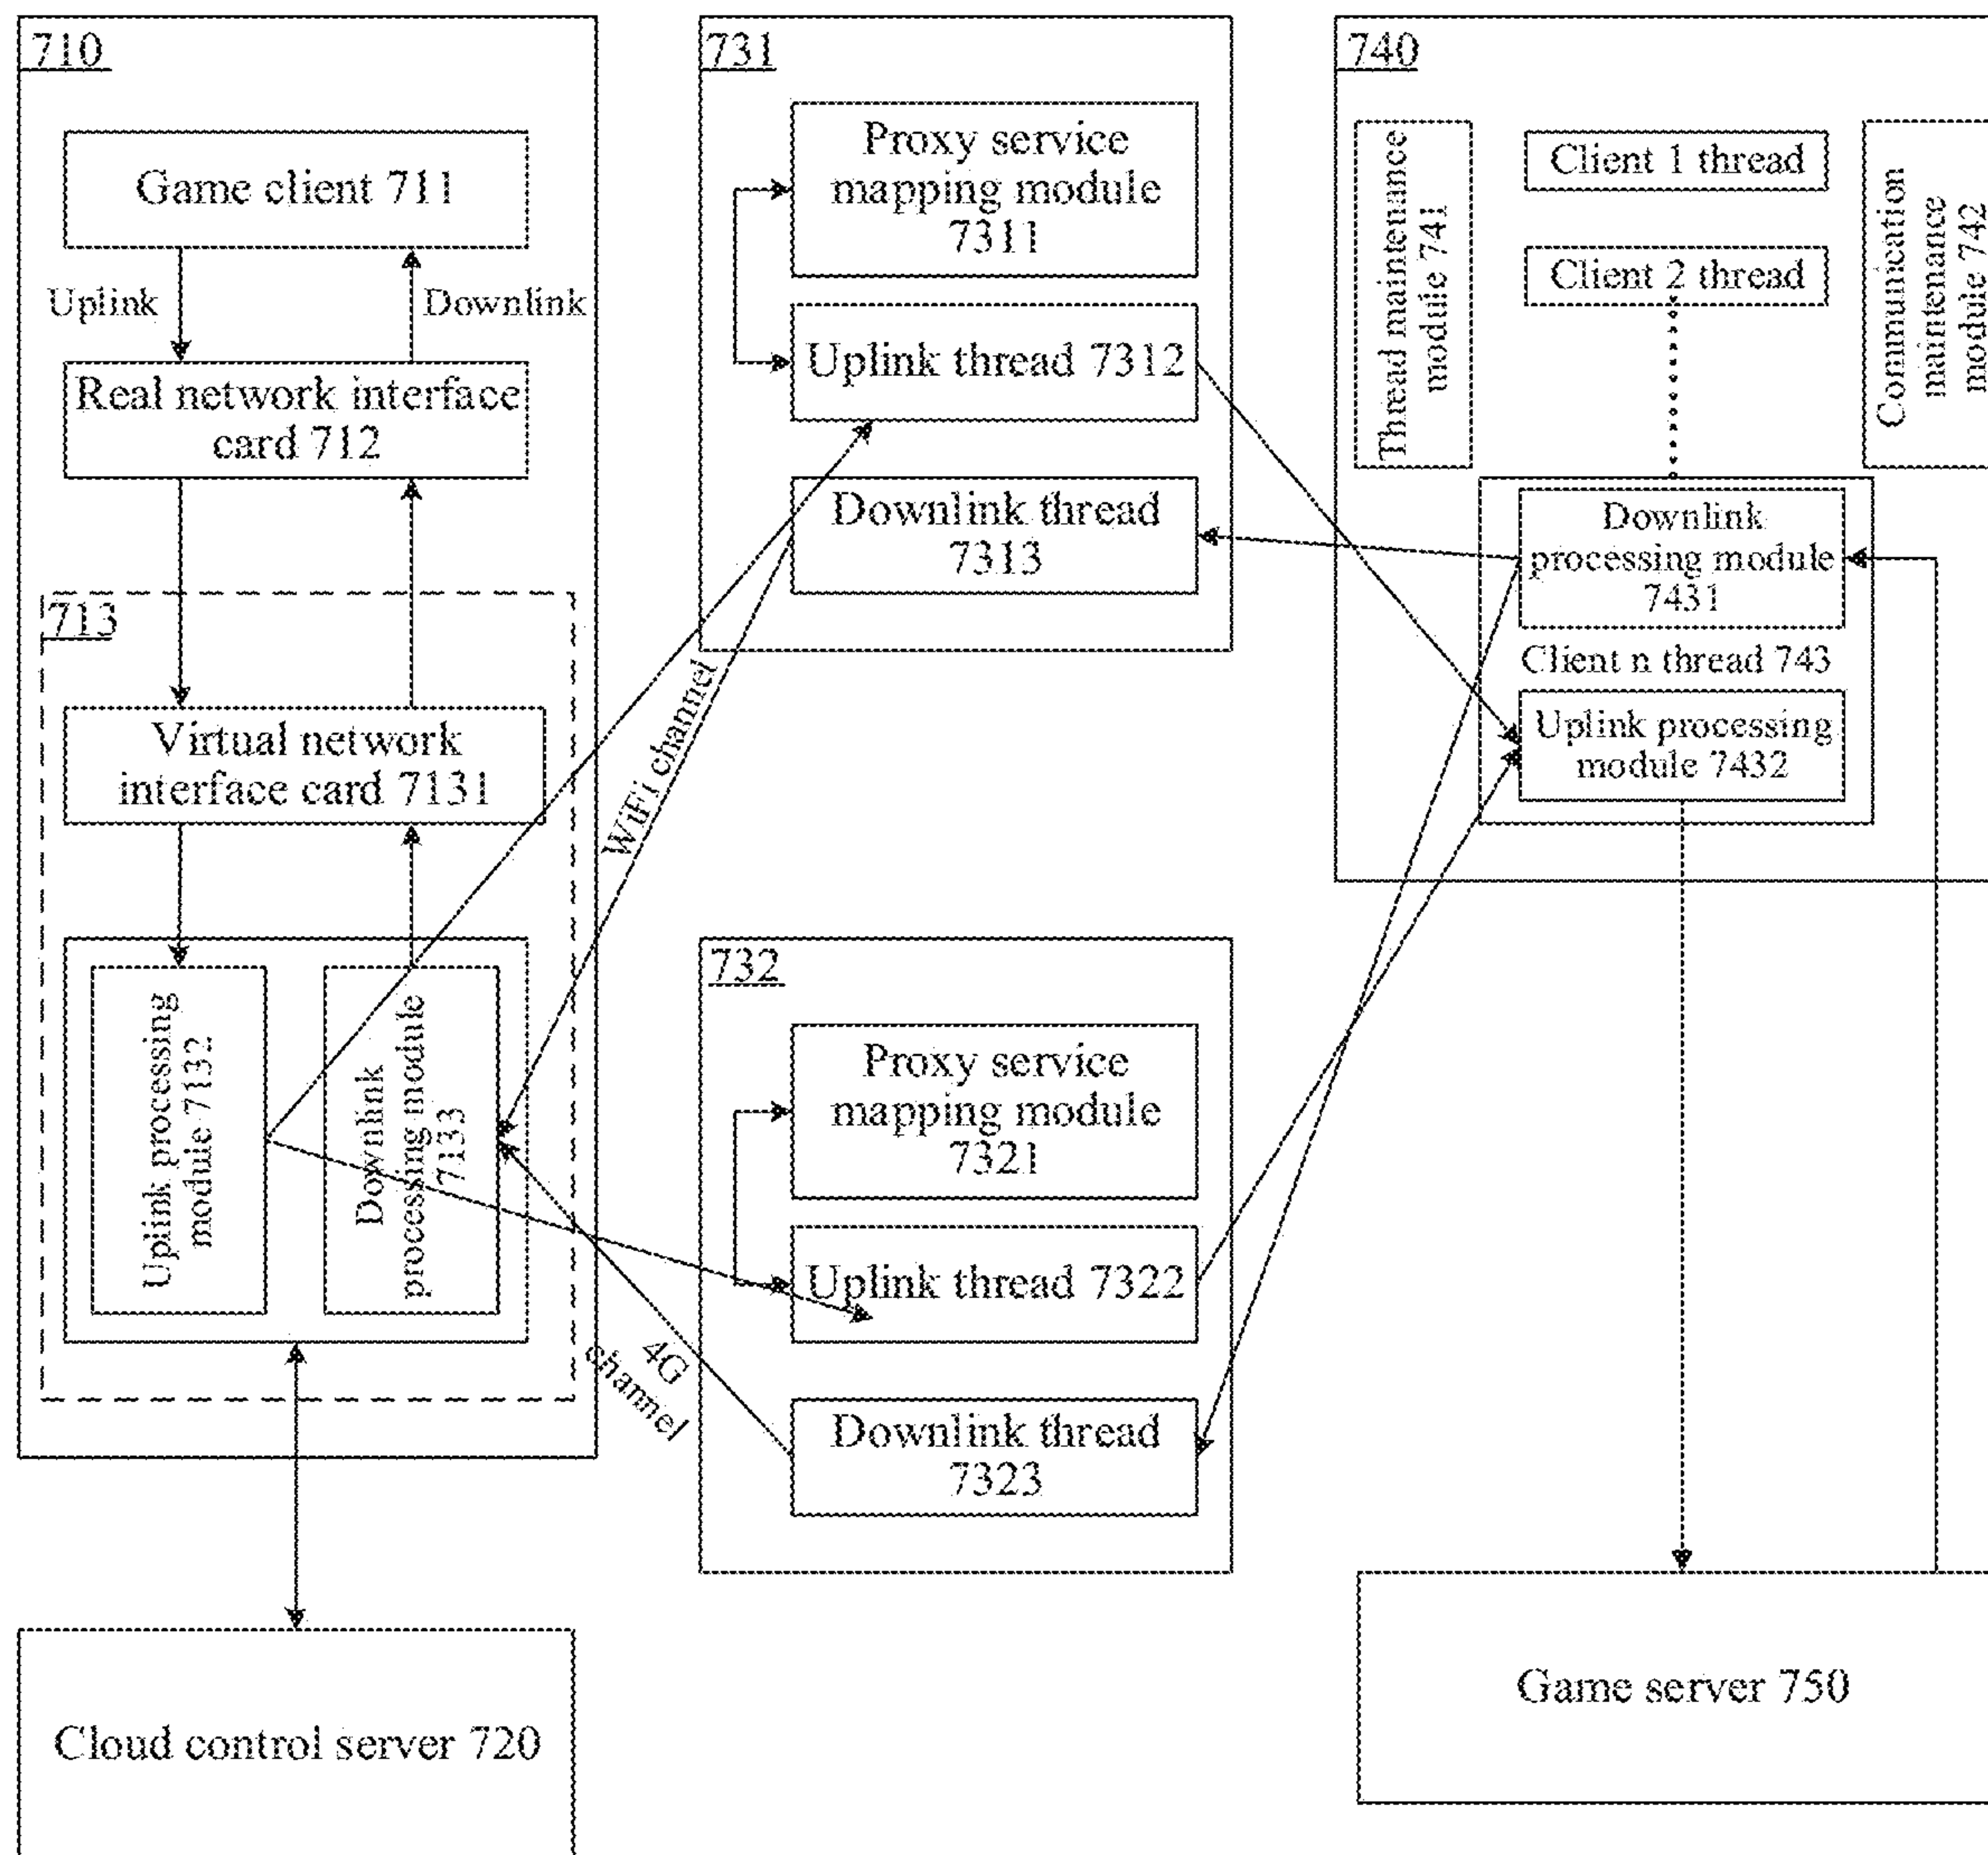 710
Game client 711
Uplink
Downlink
Real network interface
card 712
713
Virtual network
interface card 7131
Uplink processing
module 7132
Downlink
processing module
7133
Cloud control server 720
731
Proxy service
mapping module
7311
Uplink thread 7312
Downlink thread
7313
WiFi channel
732
Proxy service
mapping module
7321
Uplink thread 7322
4G
channel
Downlink thread
7323
740
Thread maintenance
module 741
Client 1 thread
Client 2 thread
Communication
maintenance
module 742
Downlink
processing module
7431
Client n thread 743
Uplink processing
module 7432
Game server 750